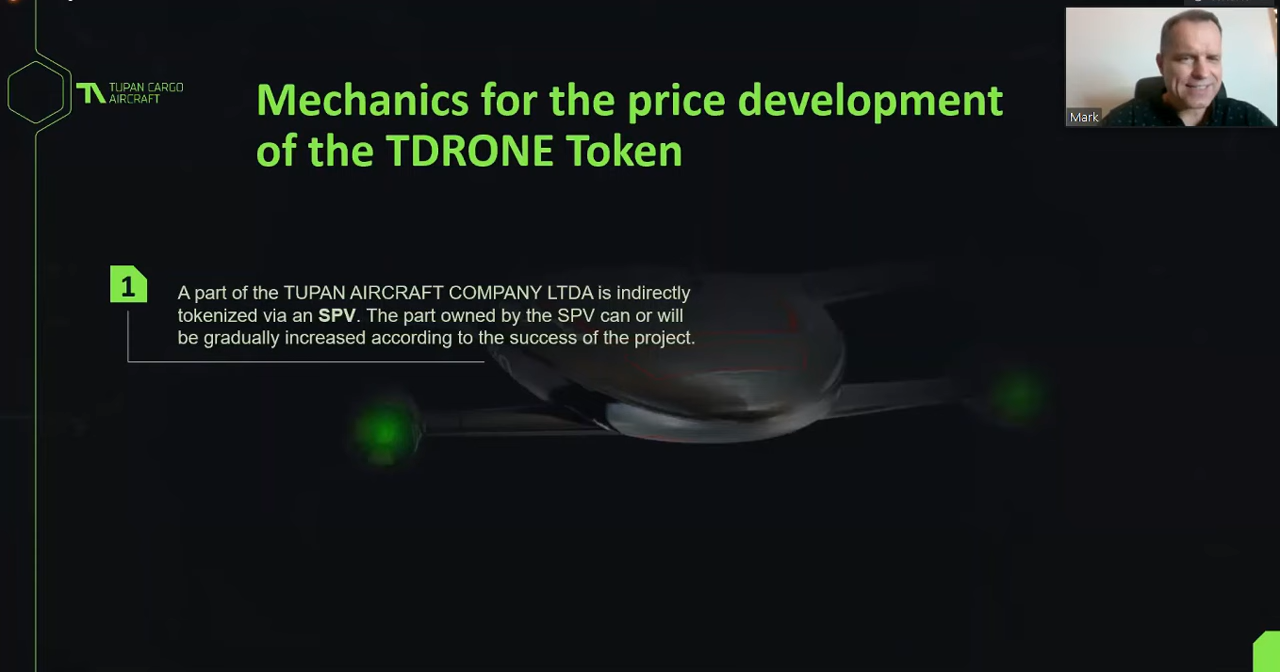 TUPAN CARGO
AIRCRAFT
Mechanics for the price development
of the TDRONE Token
Mark
1
A part of the TUPAN AIRCRAFT COMPANY LTDA is indirectly
tokenized via an SPV. The part owned by the SPV can or will
be gradually increased according to the success of the project.